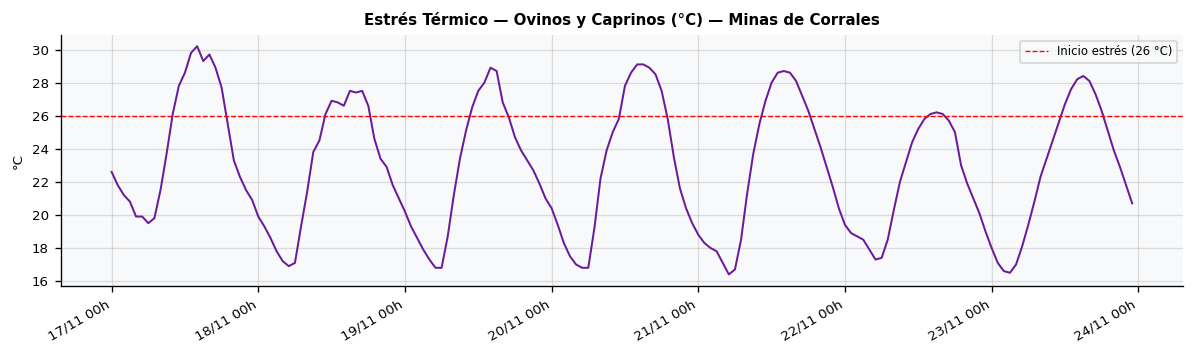 Estrés Térmico — Ovinos y Caprinos (°C) — Minas de Corrales
Inicio estrés (26 °C)
°C
30
28
26
24
22
20
18
16
17/11 00h
18/11 00h
19/11 00h
20/11 00h
21/11 00h
22/11 00h
23/11 00h
24/11 00h